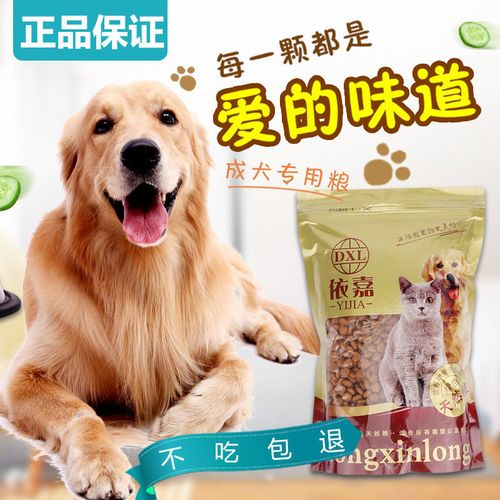 正品保证
每一颗都是
爱的味道
成犬专用粮
DXL
依嘉
YIJIA
不吃包退
ongxinlong